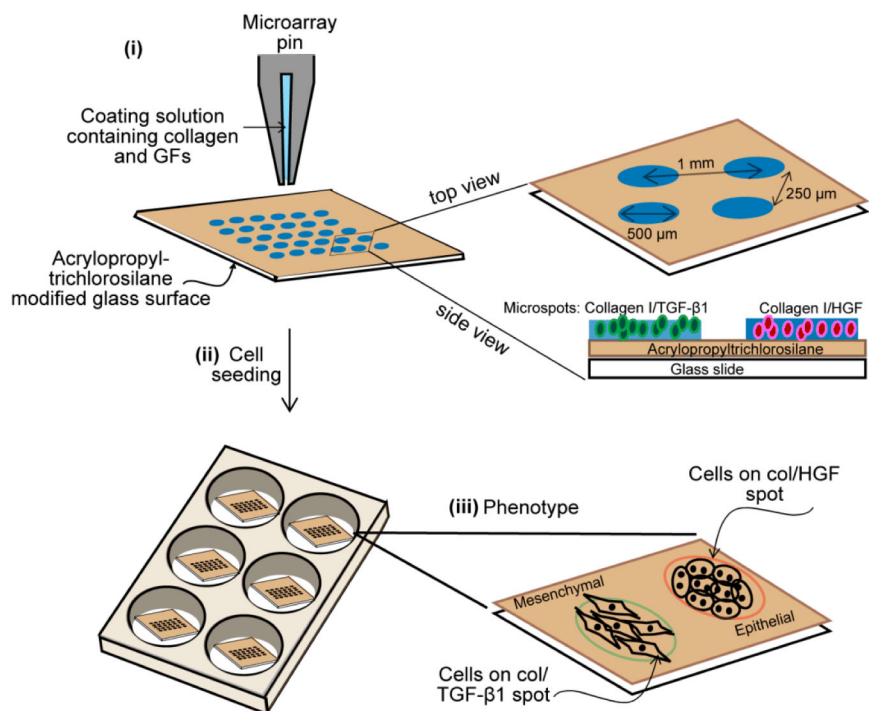 (i)
Microarray
pin
Coating solution
containing collagen
and GFs
Acrylopropyl-
trichlorosilane
modified glass surface
top view
side view
1 mm
250 µm
500 µm
Microspots: Collagen I/TGF-β1
Collagen I/HGF
Acrylopropyltrichlorosilane
Glass slide
(ii) Cell
seeding
(iii) Phenotype
Cells on col/HGF
spot
Mesenchymal
Epithelial
Cells on col/
TGF-β1 spot